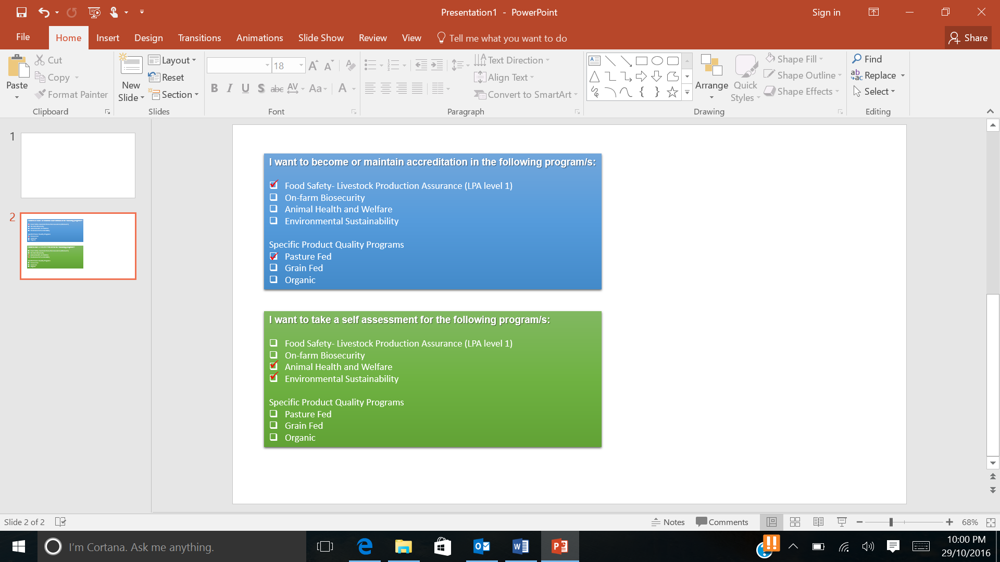 Presentation1 - PowerPoint
Sign in
File
Home
Insert
Design
Transitions
Animations
Slide Show
Review
View
Tell me what you want to do
Share
Paste
Cut
Copy
Format Painter
Clipboard
New
Slide
Layout
Reset
Section
Slides
18
B I U S abc AV Aa A
Font
Text Direction
Align Text
Convert to SmartArt
Paragraph
Arrange
Quick
Styles
Shape Fill
Shape Outline
Shape Effects
Drawing
Find
Replace
Select
Editing
1
2
I want to become or maintain accreditation in the following program/s:
Food Safety- Livestock Production Assurance (LPA level 1)
On-farm Biosecurity
Animal Health and Welfare
Environmental Sustainability
Specific Product Quality Programs
Pasture Fed
Grain Fed
Organic
I want to take a self assessment for the following program/s:
Food Safety- Livestock Production Assurance (LPA level 1)
On-farm Biosecurity
Animal Health and Welfare
Environmental Sustainability
Specific Product Quality Programs
Pasture Fed
Grain Fed
Organic
Slide 2 of 2
Notes
Comments
68%
I'm Cortana. Ask me anything.
10:00 PM
29/10/2016